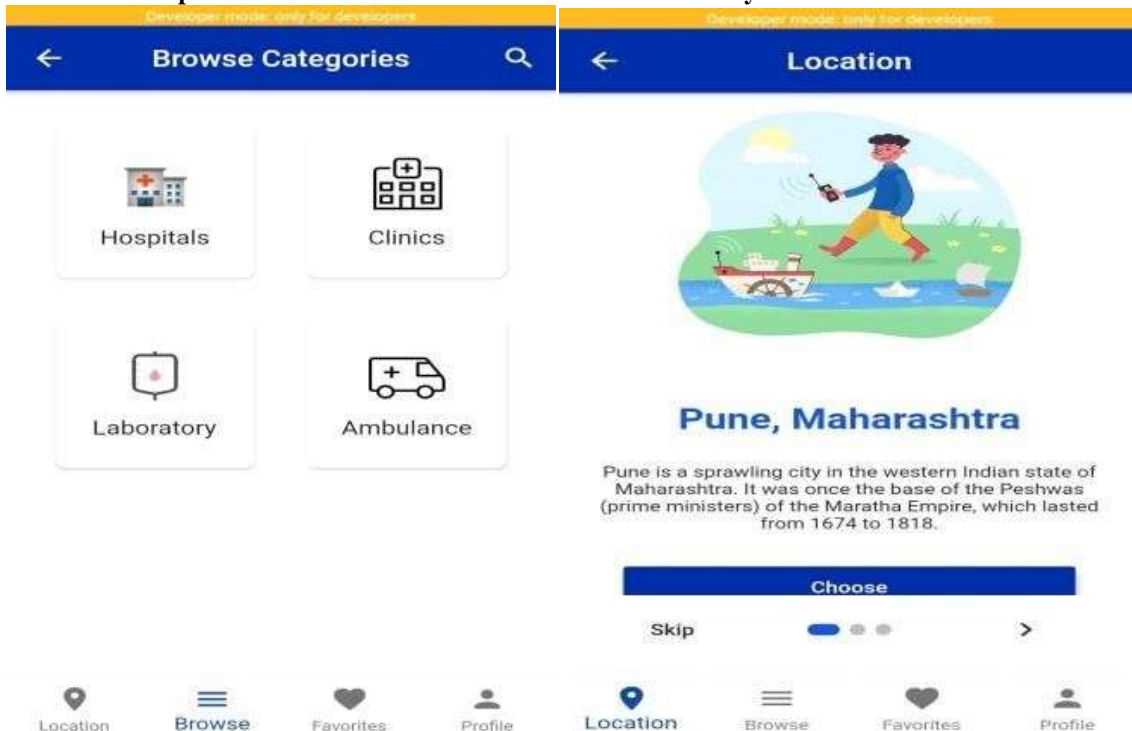 Developer mode: only for developers
Browse Categories
Hospitals
Clinics
Laboratory
Ambulance
Location
Browse
Favorites
Profile
Developer mode: only for developers
Location
Pune, Maharashtra
Pune is a sprawling city in the western Indian state of
Maharashtra. It was once the base of the Peshwas
(prime ministers) of the Maratha Empire, which lasted
from 1674 to 1818.
Choose
Skip
Location
Browse
Favorites
Profile